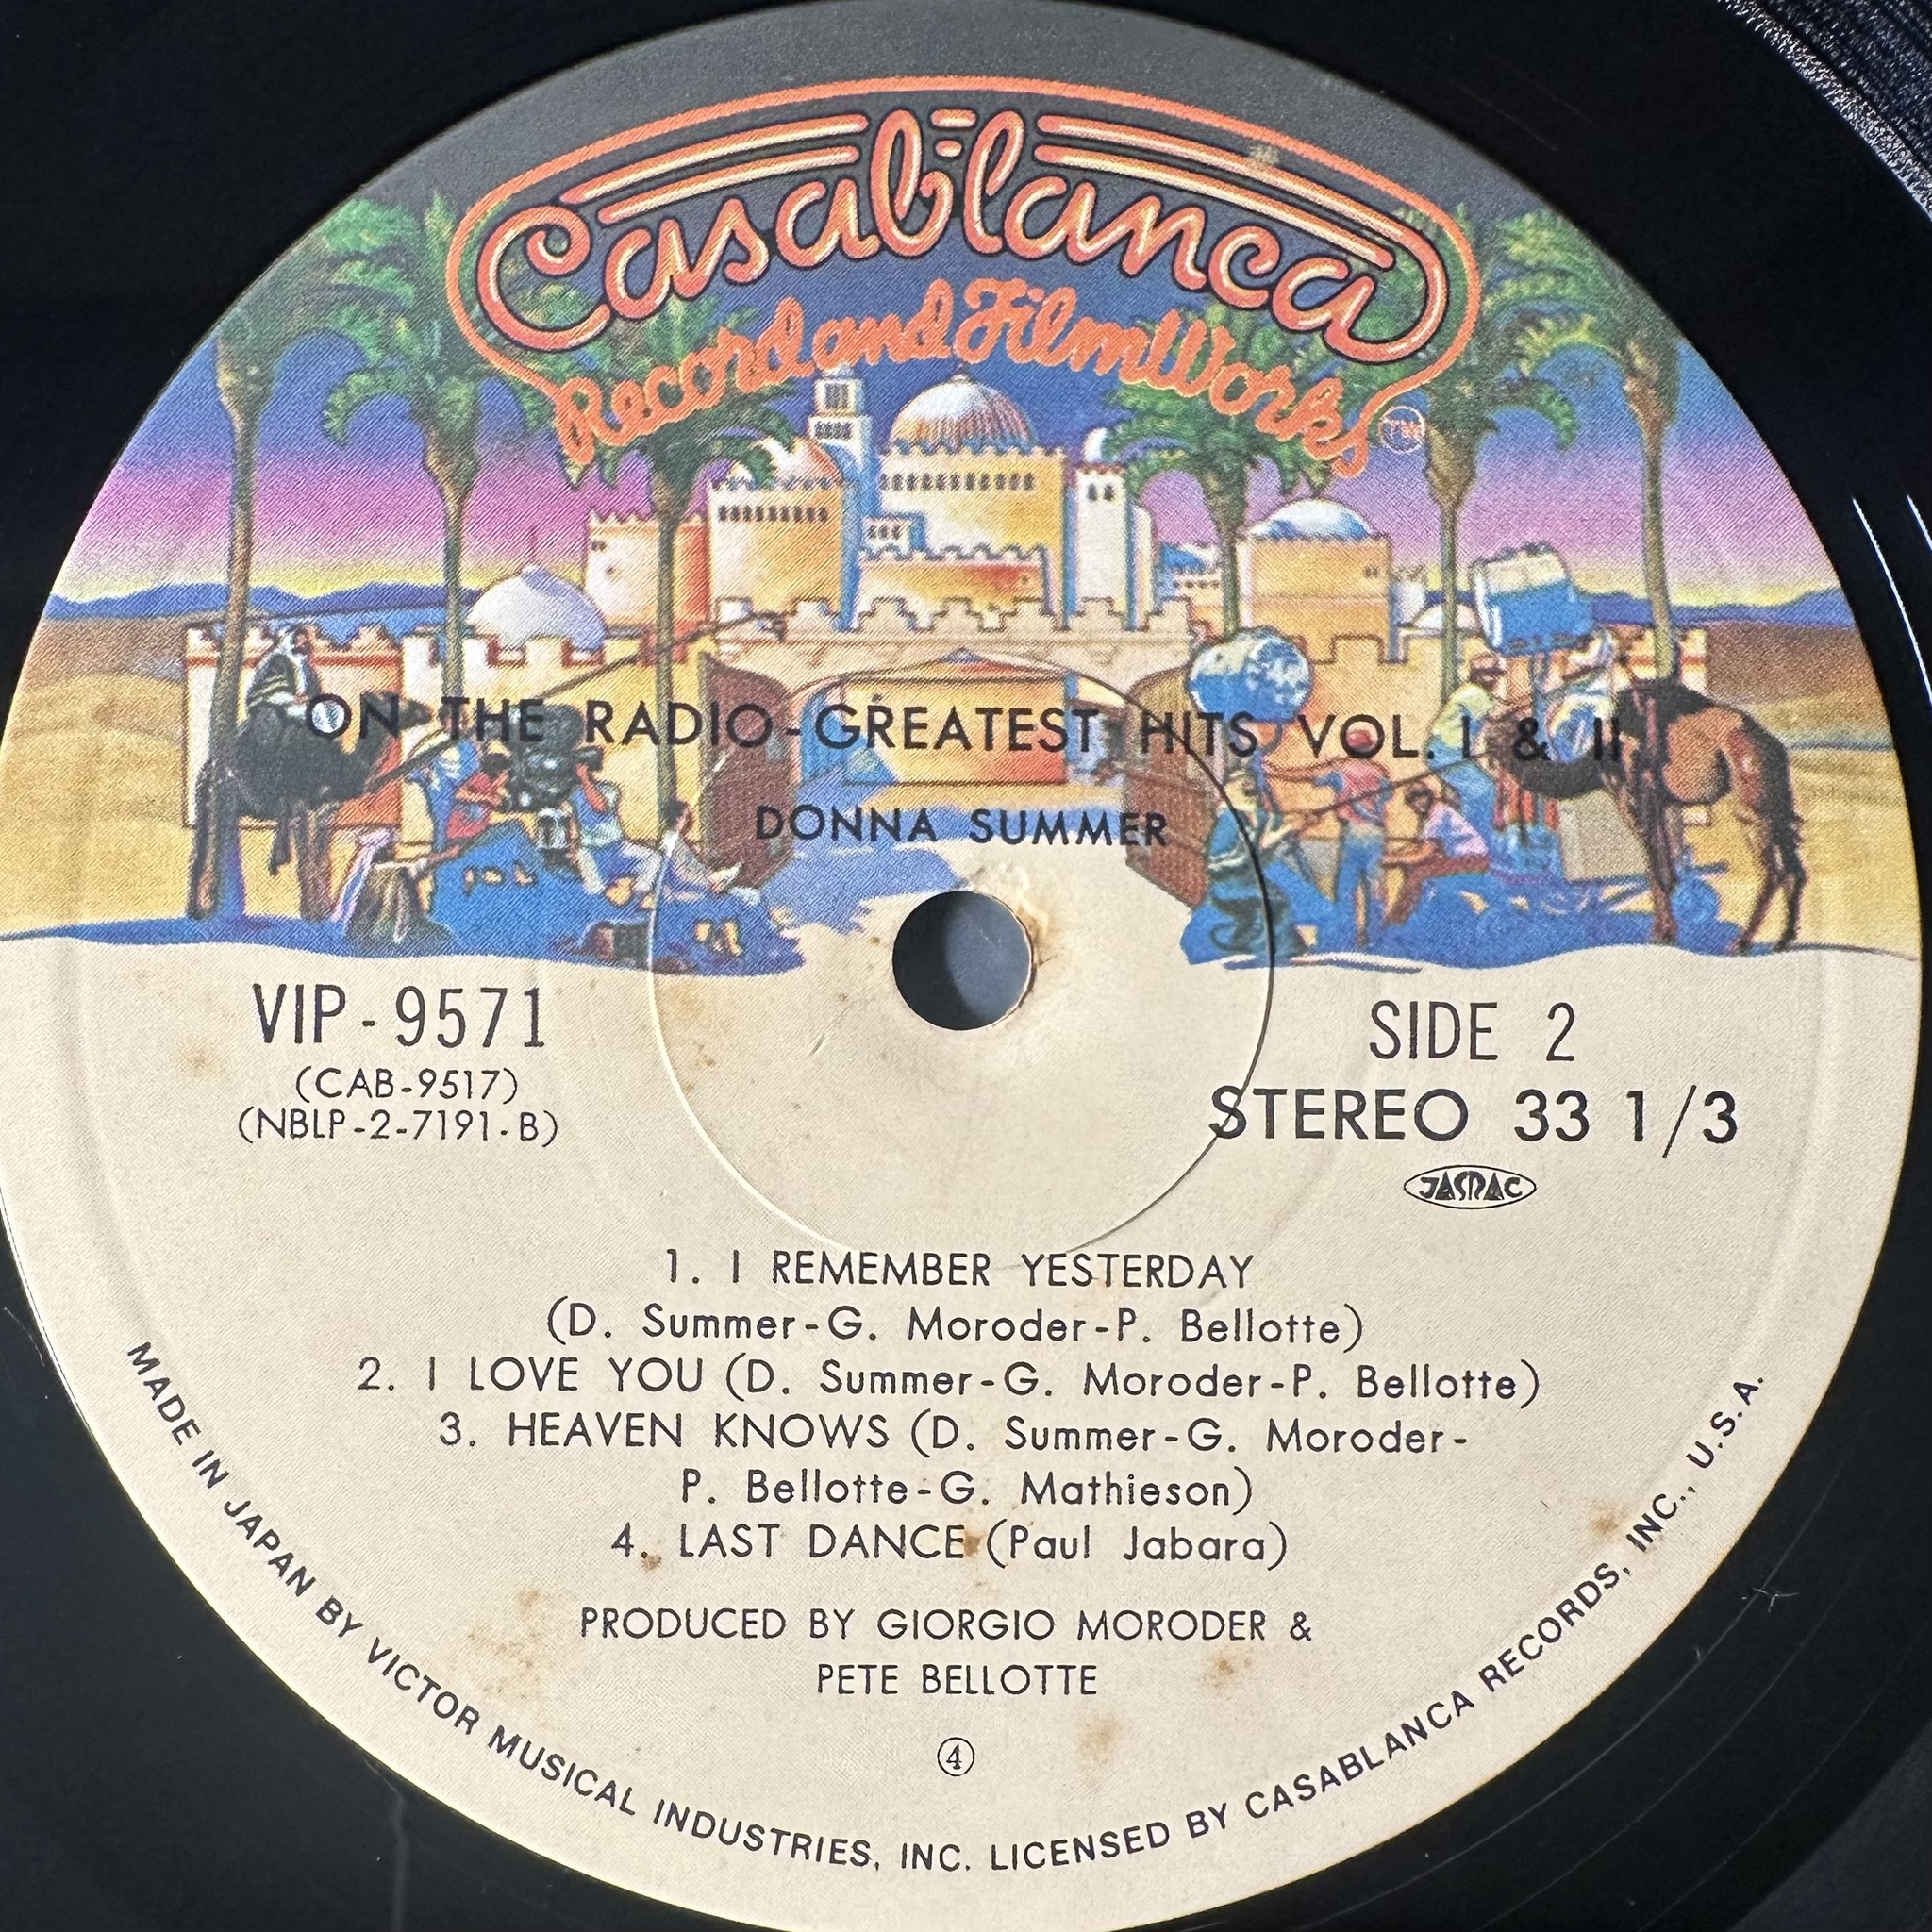 Casablanca
Record and FilmWorks
TM
ON THE RADIO-GREATEST HITS VOL. I & II
DONNA SUMMER
VIP-9571
(CAB-9517)
(NBLP-2-7191-B)
SIDE 2
STEREO 33 1/3
JASRAC
1. I REMEMBER YESTERDAY
(D. Summer-G. Moroder-P. Bellotte)
2. I LOVE YOU (D. Summer-G. Moroder-P. Bellotte)
3. HEAVEN KNOWS (D. Summer-G. Moroder-
P. Bellotte-G. Mathieson)
4. LAST DANCE (Paul Jabara)
PRODUCED BY GIORGIO MORODER &
PETE BELLOTTE
④
MADE IN JAPAN BY VICTOR MUSICAL INDUSTRIES, INC. LICENSED BY CASABLANCA RECORDS, INC., U.S.A.